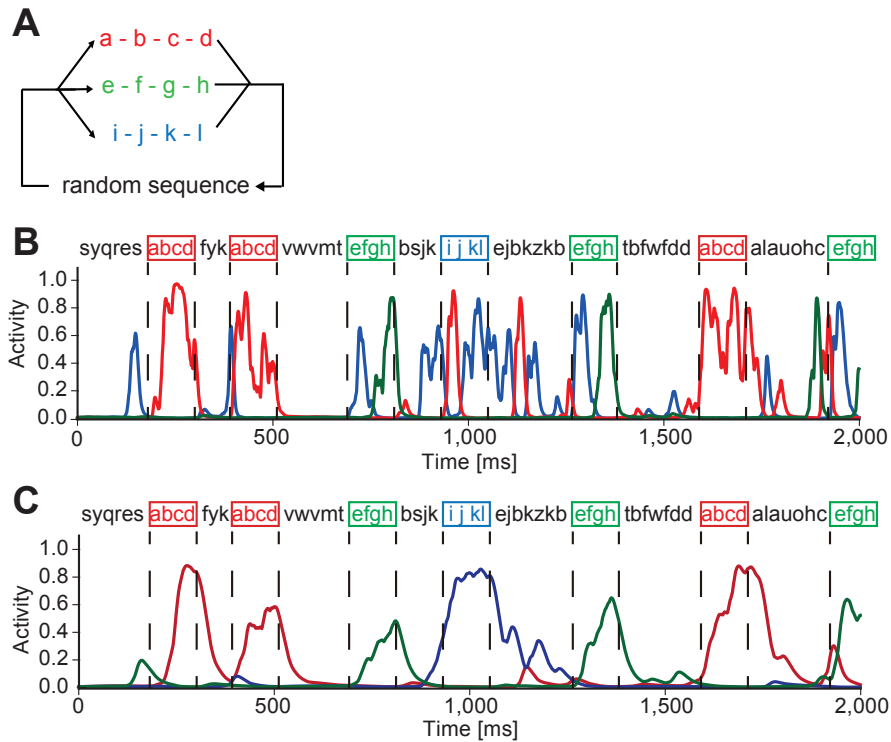 A
a - b - c - d
e - f - g - h
i - j - k - l
random sequence
B
syqres abcd fyk abcd vwvmt efgh bsjk i j kl ejbkzkb efgh tbfwfdd abcd alauohc efgh
1.0
0.8
0.6
0.4
0.2
0.0
Activity
0 500 1,000 1,500 2,000
Time [ms]
C
syqres abcd fyk abcd vwvmt efgh bsjk i j kl ejbkzkb efgh tbfwfdd abcd alauohc efgh
1.0
0.8
0.6
0.4
0.2
0.0
Activity
0 500 1,000 1,500 2,000
Time [ms]